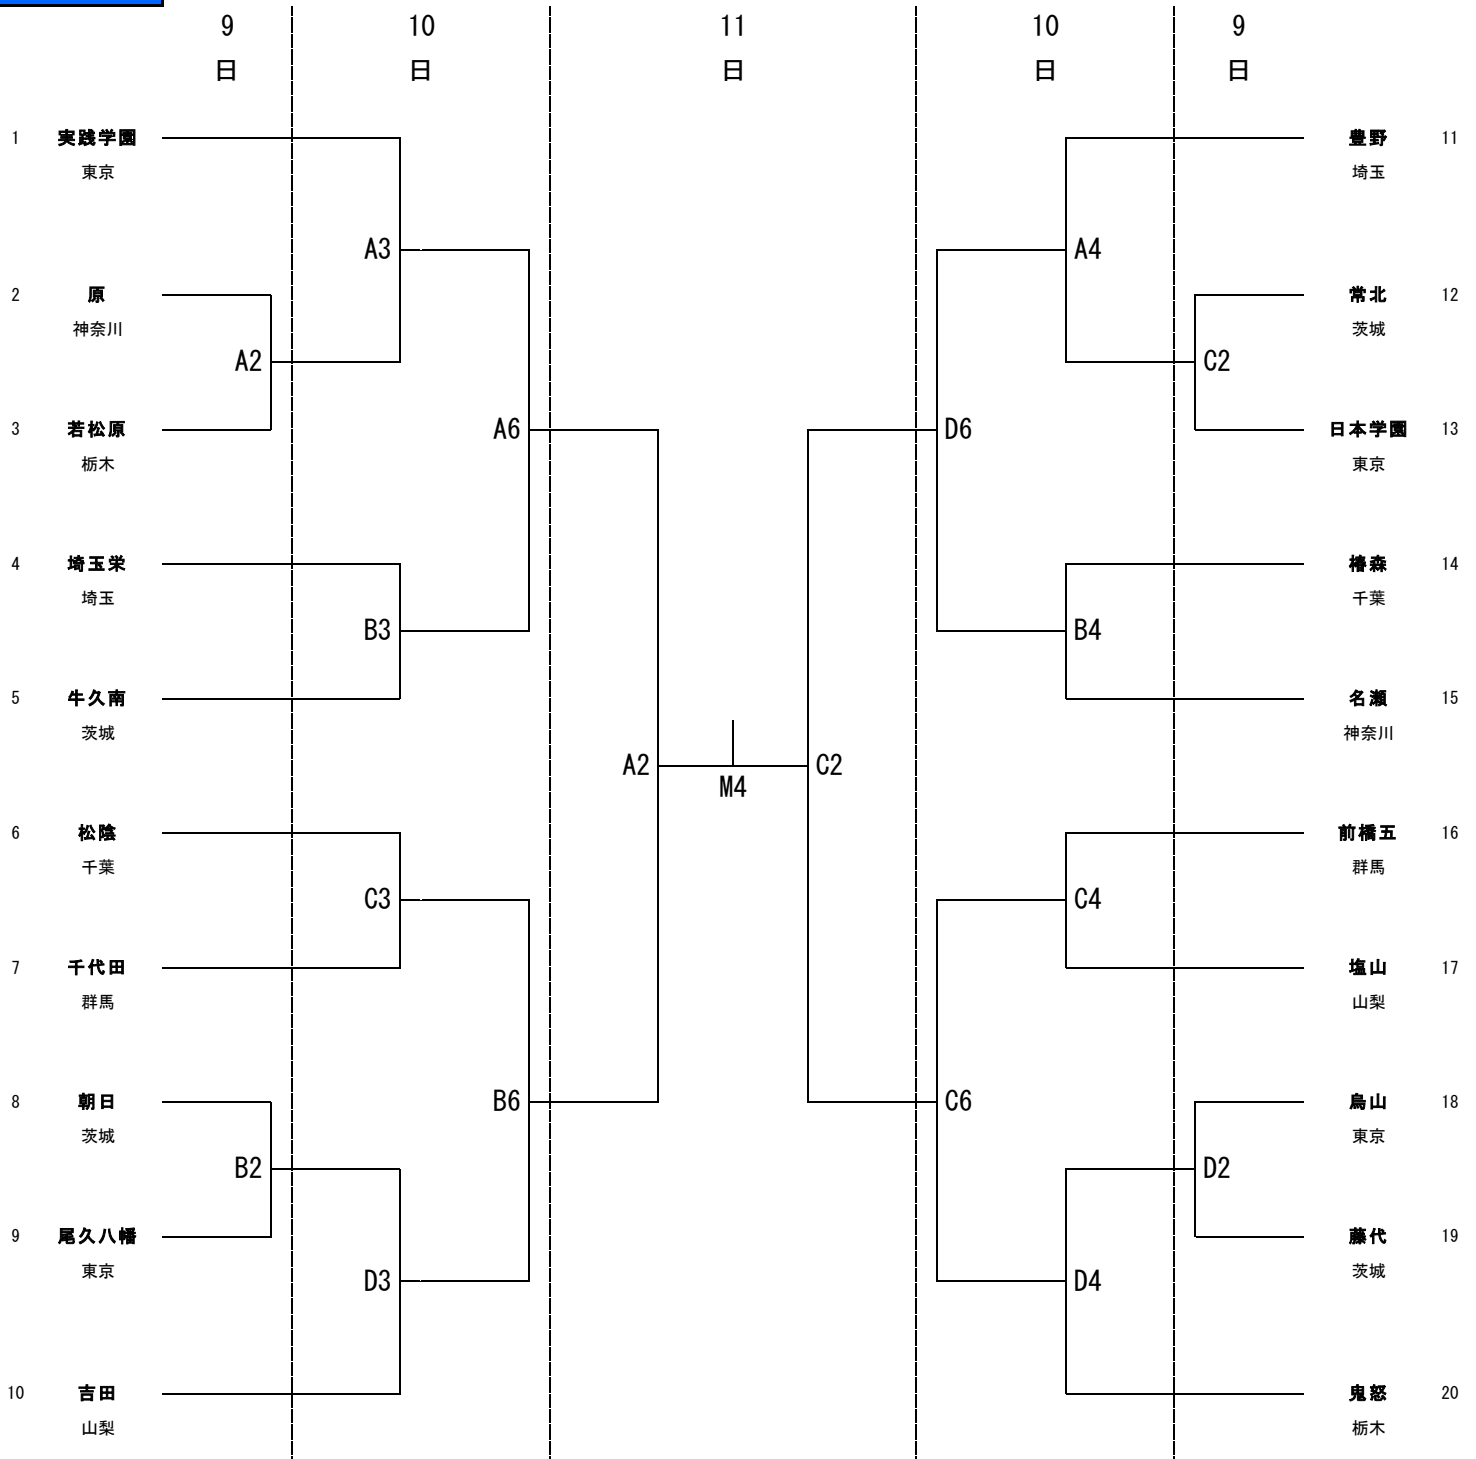 9 10 11 10 9
日 日 日 日 日
1 実践学園 豊野 11
東京 埼玉
A3 A4
2 原 常北 12
神奈川 茨城
A2 C2
3 若松原 A6 D6 日本学園 13
栃木 東京
4 埼玉栄 椿森 14
埼玉 千葉
B3 B4
5 牛久南 名瀬 15
茨城 神奈川
A2 C2
M4
6 松陰 前橋五 16
千葉 群馬
C3 C4
7 千代田 塩山 17
群馬 山梨
8 朝日 B6 C6 烏山 18
茨城 東京
B2 D2
9 尾久八幡 藤代 19
東京 茨城
D3 D4
10 吉田 鬼怒 20
山梨 栃木